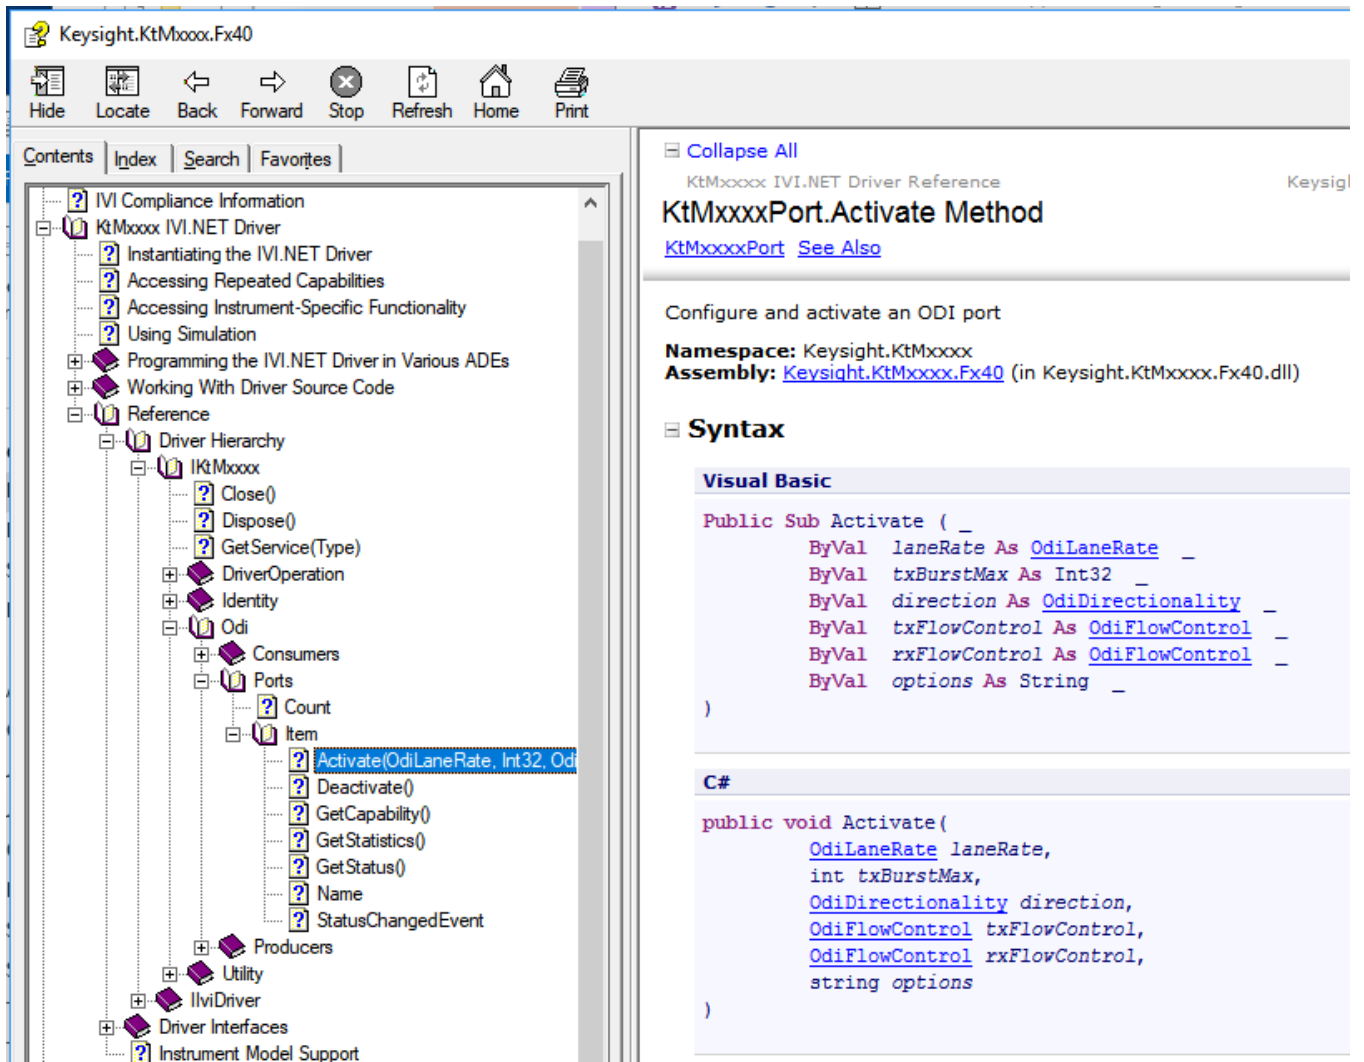 Keysight.KtMxxxx.Fx40
Hide Locate Back Forward Stop Refresh Home Print
Contents Index Search Favorites
IVI Compliance Information
KtMxxxx IVI.NET Driver
Instantiating the IVI.NET Driver
Accessing Repeated Capabilities
Accessing Instrument-Specific Functionality
Using Simulation
Programming the IVI.NET Driver in Various ADEs
Working With Driver Source Code
Reference
Driver Hierarchy
IKtMxxxx
Close()
Dispose()
GetService(Type)
DriverOperation
Identity
Odi
Consumers
Ports
Count
Item
Activate(OdiLaneRate, Int32, Odi
Deactivate()
GetCapability()
GetStatistics()
GetStatus()
Name
StatusChangedEvent
Producers
Utility
IIviDriver
Driver Interfaces
Instrument Model Support
Collapse All
KtMxxxx IVI.NET Driver Reference
KtMxxxxPort.Activate Method
KtMxxxxPort See Also
Configure and activate an ODI port
Namespace: Keysight.KtMxxxx
Assembly: Keysight.KtMxxxx.Fx40 (in Keysight.KtMxxxx.Fx40.dll)
Syntax
Visual Basic
Public Sub Activate ( _
ByVal laneRate As OdiLaneRate _
ByVal txBurstMax As Int32 _
ByVal direction As OdiDirectionality _
ByVal txFlowControl As OdiFlowControl _
ByVal rxFlowControl As OdiFlowControl _
ByVal options As String _
)
C#
public void Activate(
OdiLaneRate laneRate,
int txBurstMax,
OdiDirectionality direction,
OdiFlowControl txFlowControl,
OdiFlowControl rxFlowControl,
string options
)